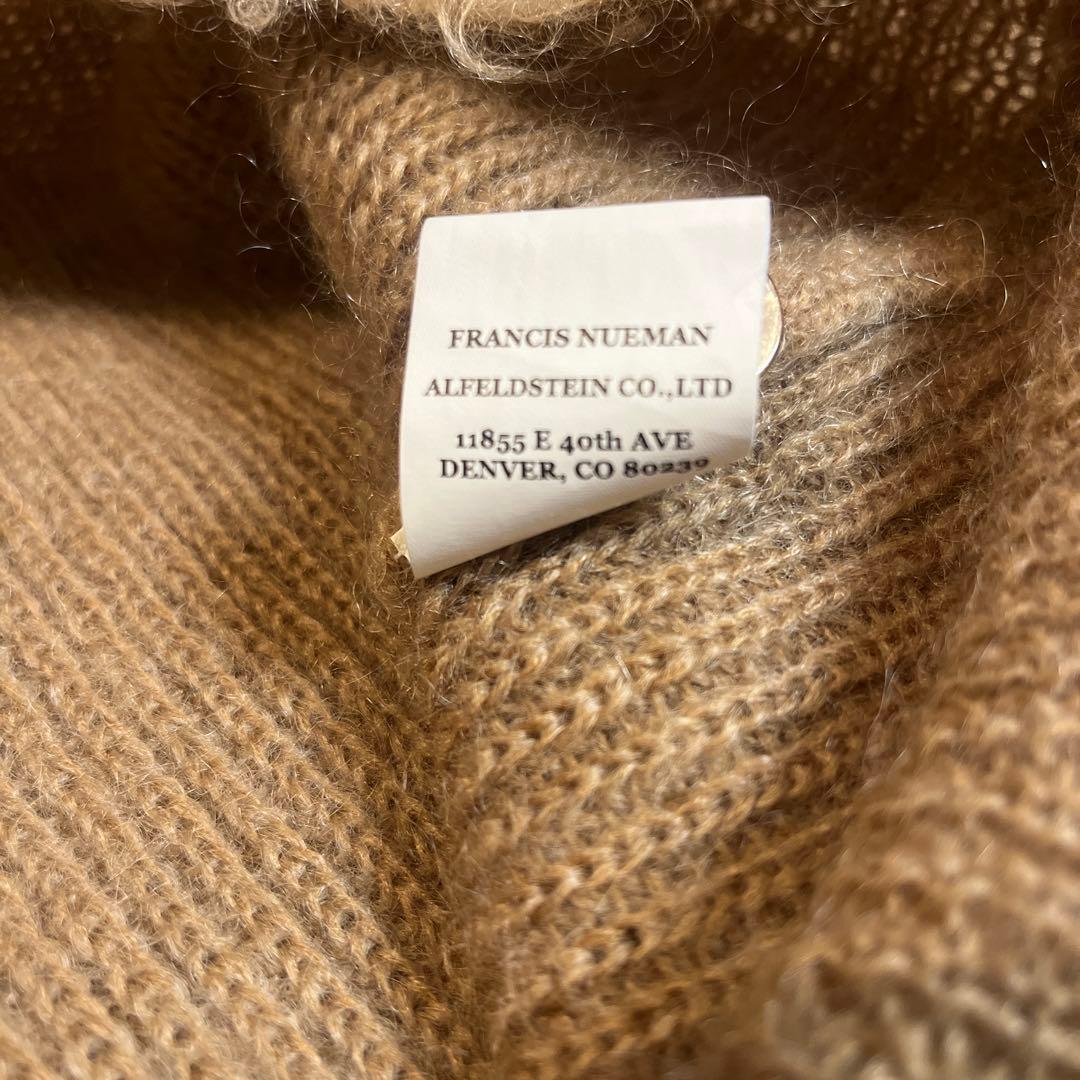 FRANCIS NUEMAN
ALFELDSTEIN CO.,LTD
11855 E 40th AVE
DENVER, CO 80239